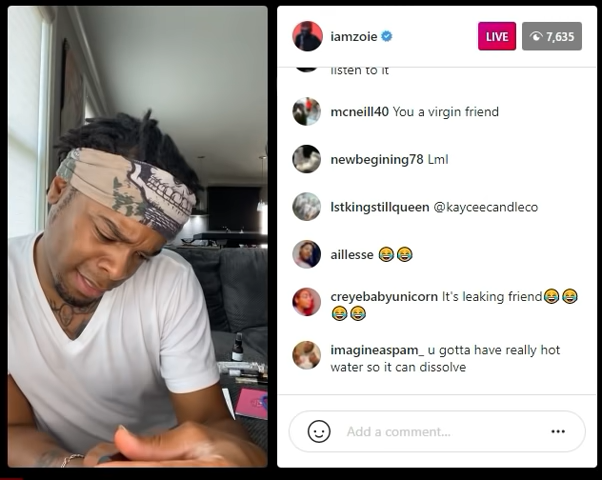 iamzoie
LIVE
7,635
listen to it
mcneill40 You a virgin friend
newbegining78 Lml
lstkingstillqueen @kayceecandleco
aillesse 😂😂
creyebabyunicorn It's leaking friend😂😂
😂😂
imagineaspam_ u gotta have really hot
water so it can dissolve
Add a comment...